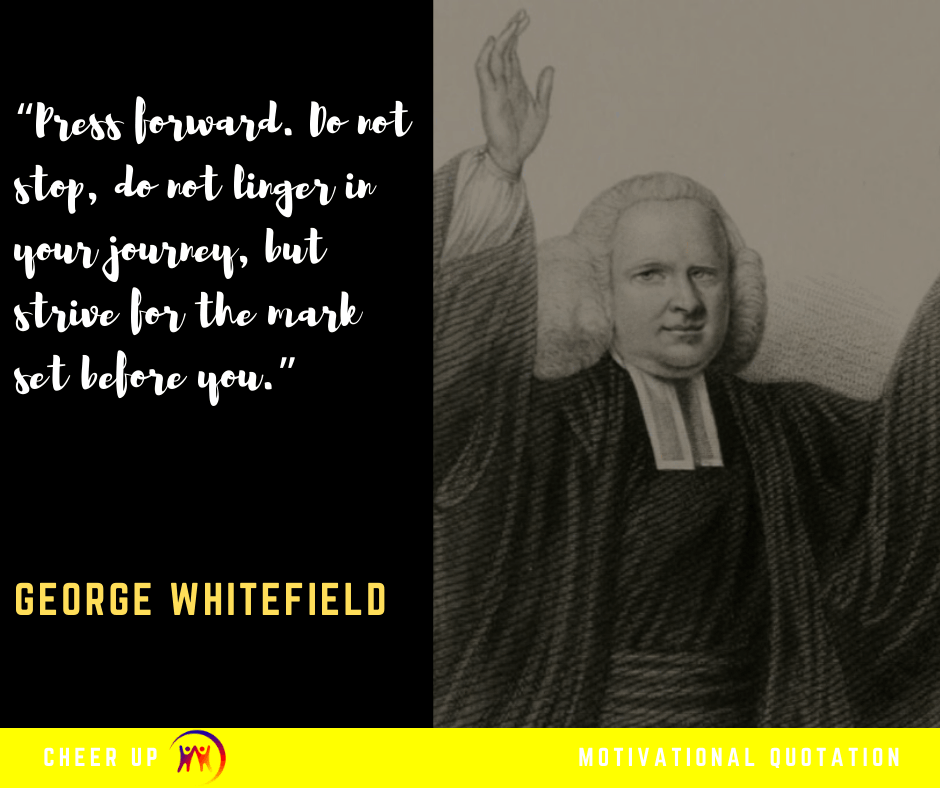 “Press forward. Do not
stop, do not linger in
your journey, but
strive for the mark
set before you.”
GEORGE WHITEFIELD
CHEER UP
MOTIVATIONAL QUOTATION